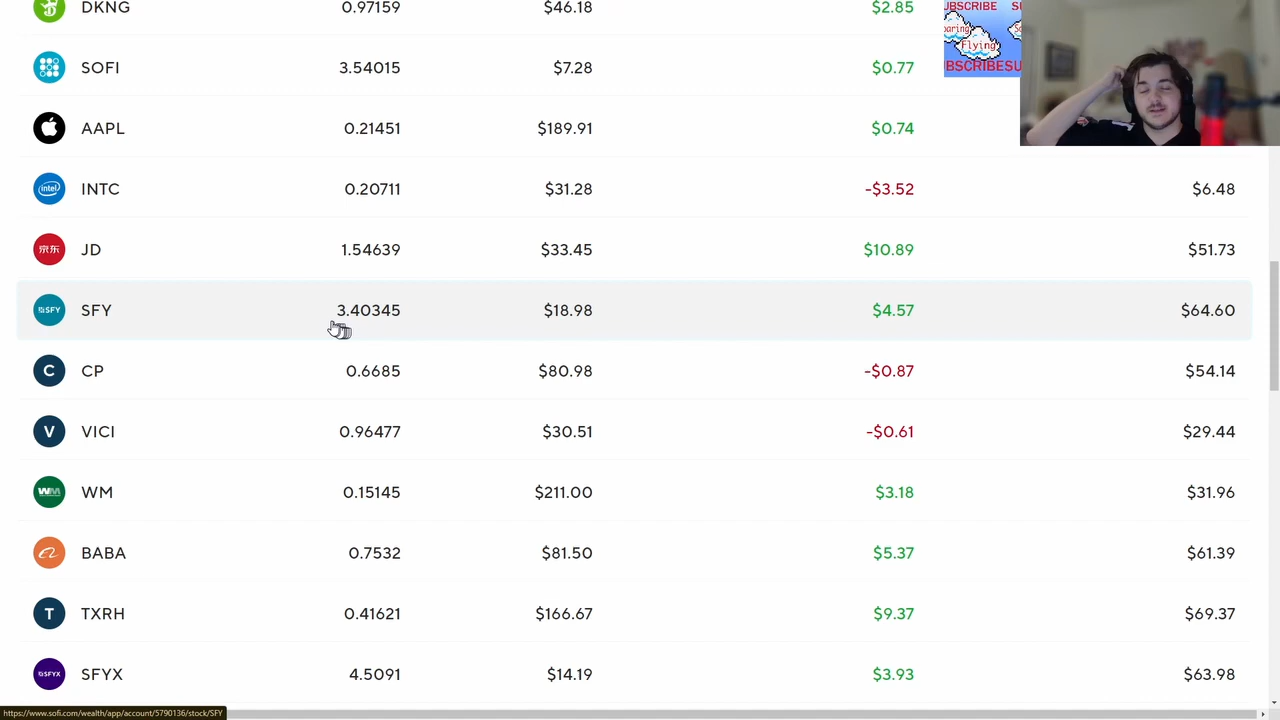 DKNG 0.97159 $46.18 $2.85
SUBSCRIBE
Flying
SUBSCRIBE
SOFI 3.54015 $7.28 $0.77
AAPL 0.21451 $189.91 $0.74
INTC 0.20711 $31.28 -$3.52 $6.48
JD 1.54639 $33.45 $10.89 $51.73
京东
SFY 3.40345 $18.98 $4.57 $64.60
CP 0.6685 $80.98 -$0.87 $54.14
VICI 0.96477 $30.51 -$0.61 $29.44
WM 0.15145 $211.00 $3.18 $31.96
BABA 0.7532 $81.50 $5.37 $61.39
TXRH 0.41621 $166.67 $9.37 $69.37
SFYX 4.5091 $14.19 $3.93 $63.98
https://www.sofi.com/wealth/app/account/5790136/stock/SFY